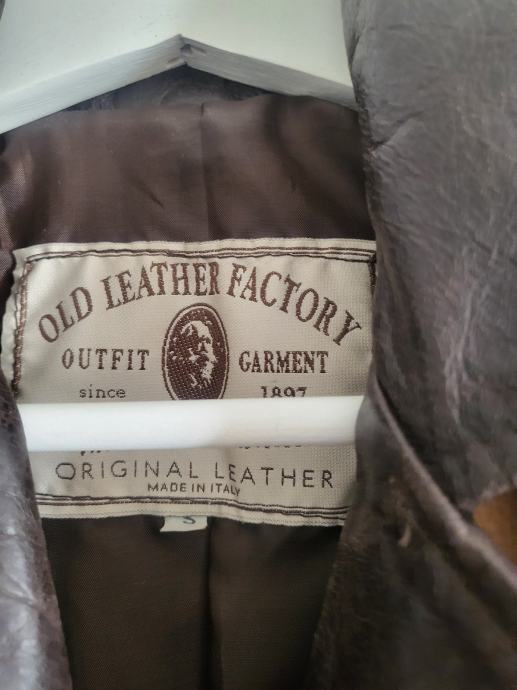 OLD LEATHER FACTORY
OUTFIT GARMENT
since 1897
ORIGINAL LEATHER
MADE IN ITALY
S